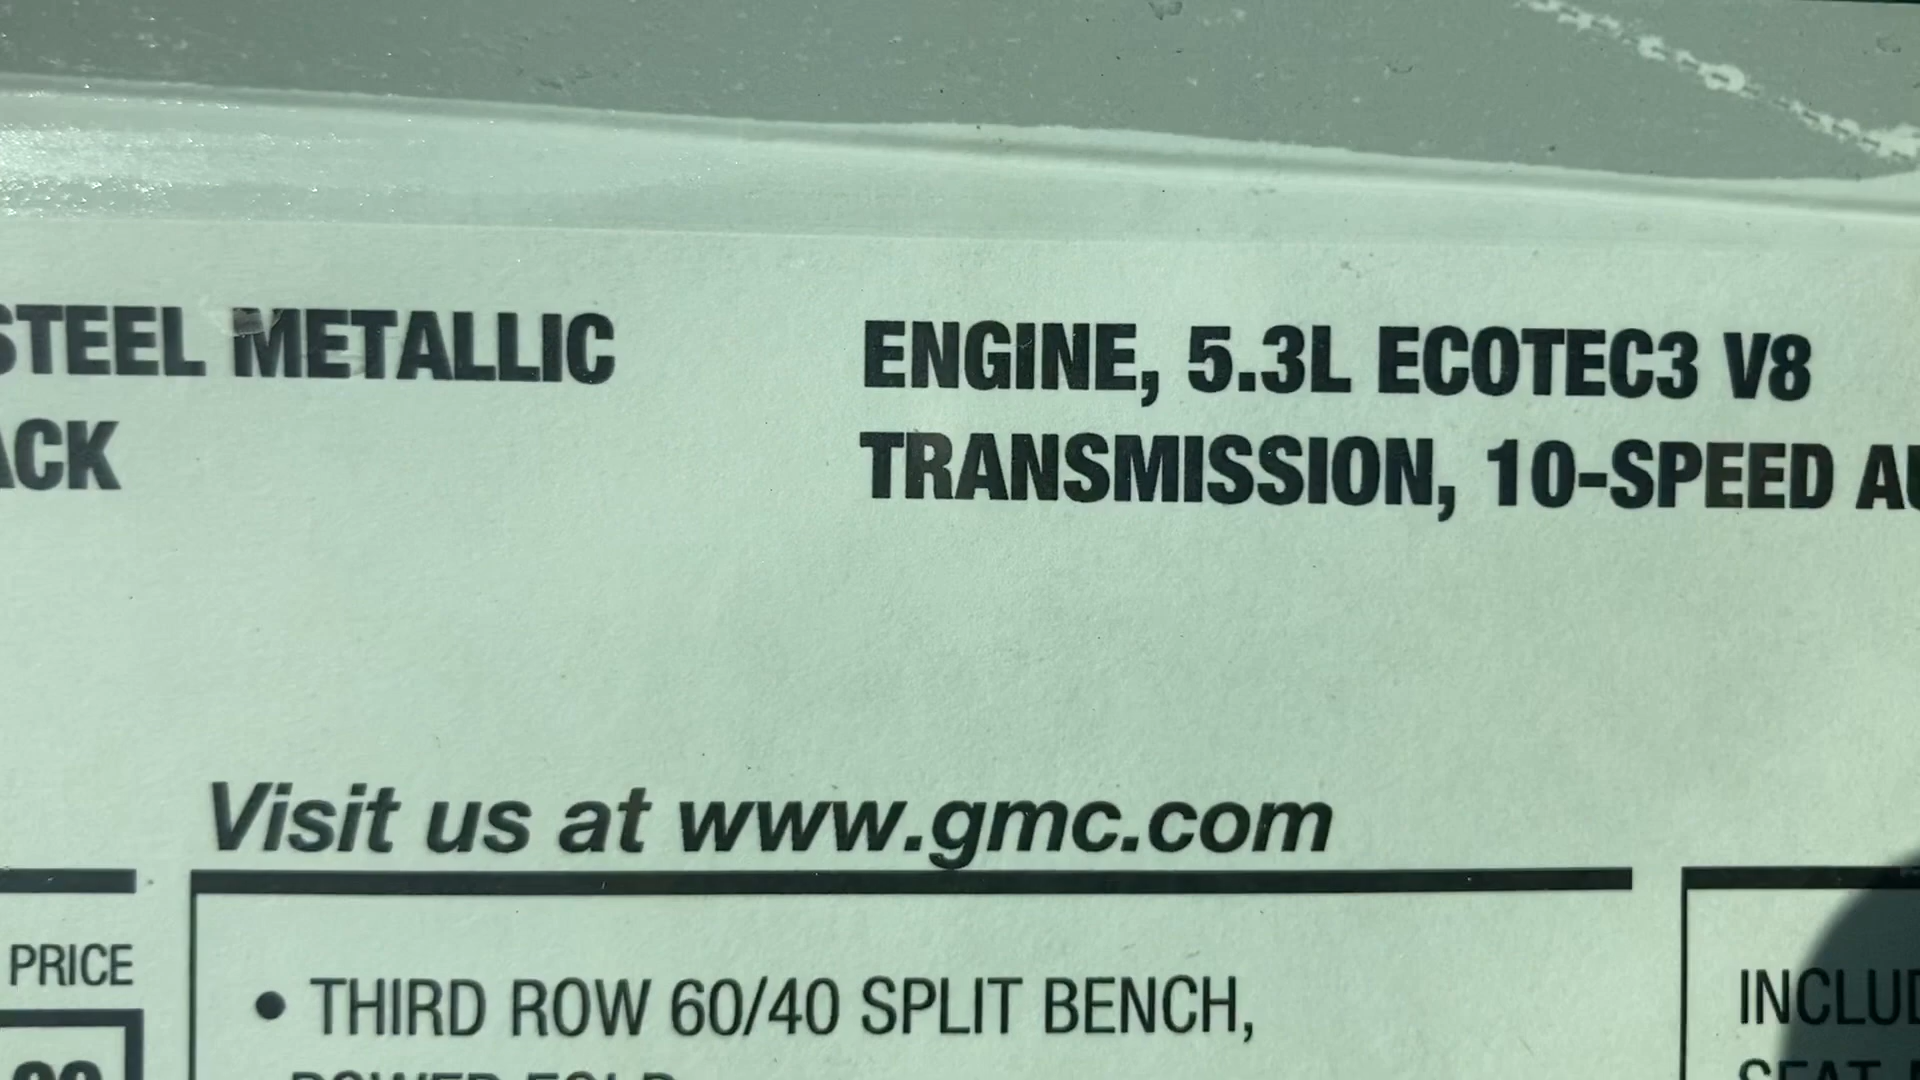 STEEL METALLIC
ENGINE, 5.3L ECOTEC3 V8
TRANSMISSION, 10-SPEED
Visit us at www.gmc.com
PRICE
• THIRD ROW 60/40 SPLIT BENCH,